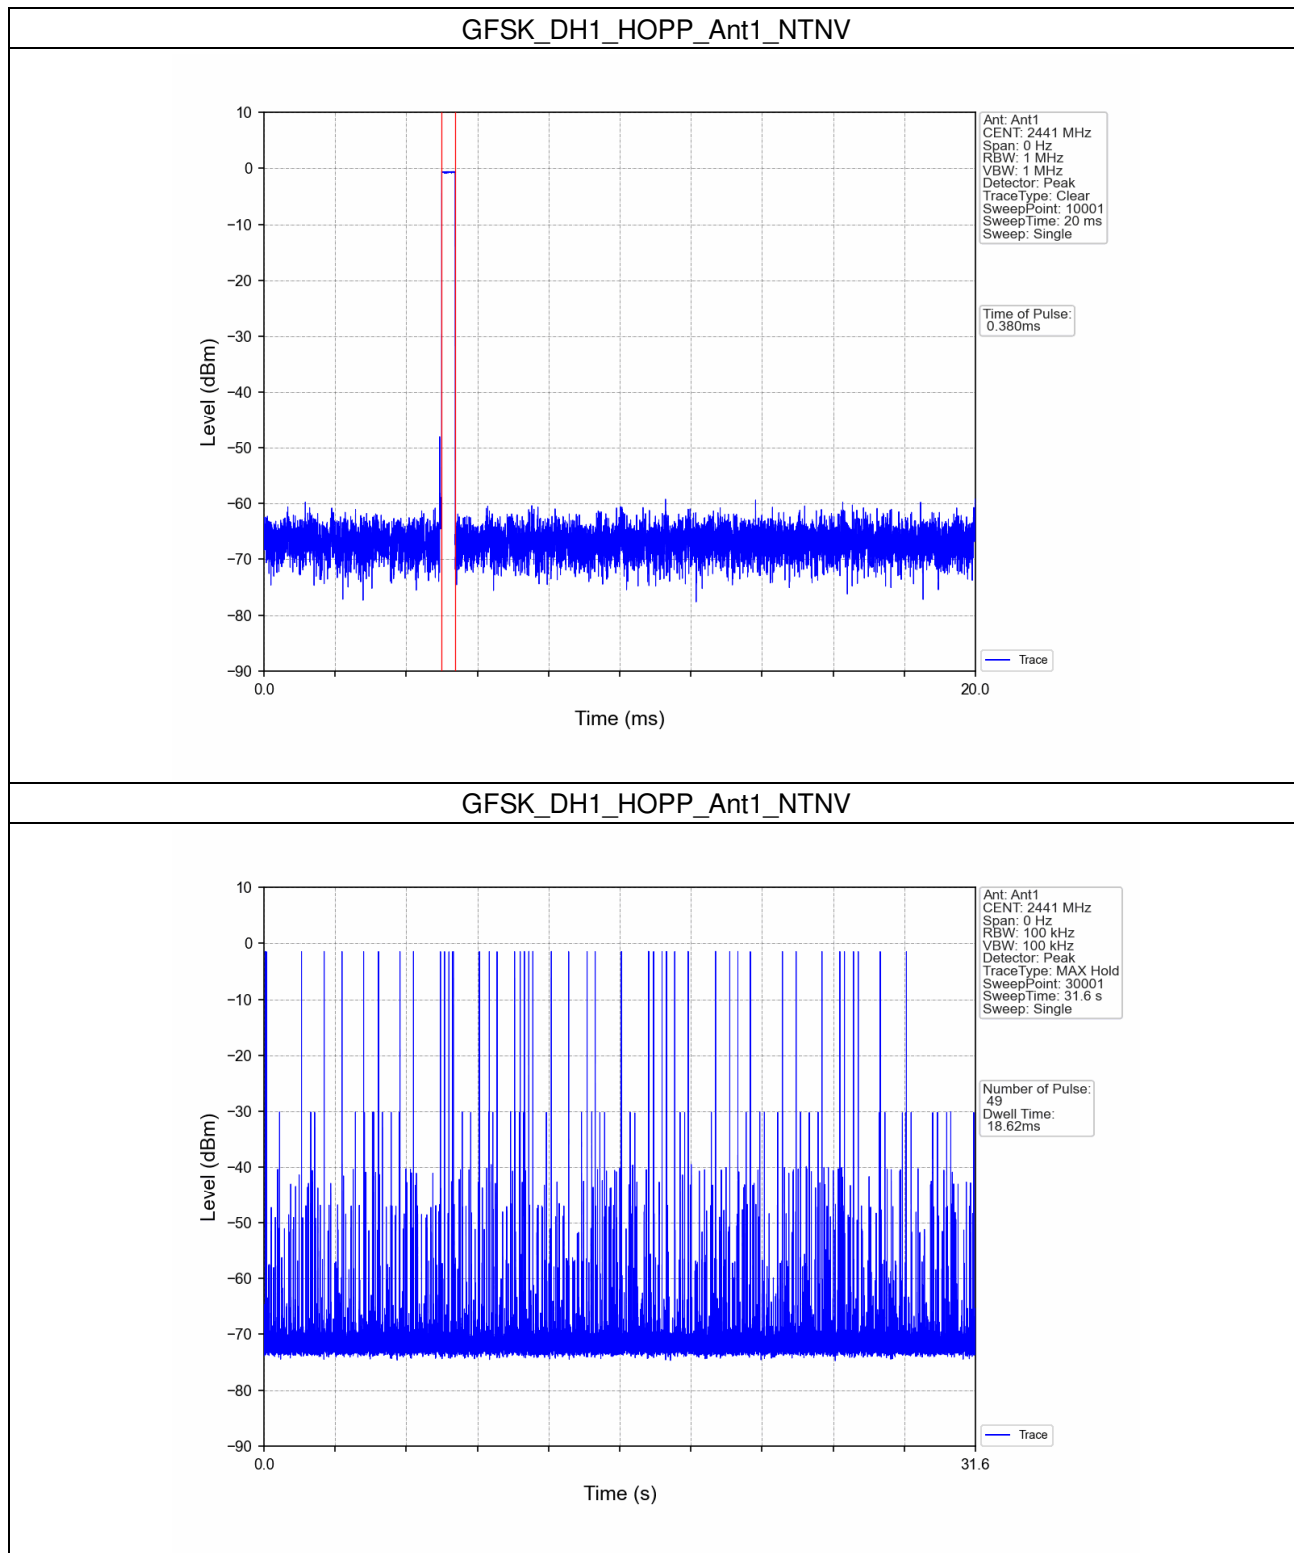 GFSK_DH1_HOPP_Ant1_NTNV
10
0
−10
−20
−30
−40
−50
−60
−70
−80
−90
Level (dBm)
0.0
20.0
Time (ms)
Ant: Ant1
CENT: 2441 MHz
Span: 0 Hz
RBW: 1 MHz
VBW: 1 MHz
Detector: Peak
TraceType: Clear
SweepPoint: 10001
SweepTime: 20 ms
Sweep: Single
Time of Pulse:
0.380ms
Trace
GFSK_DH1_HOPP_Ant1_NTNV
10
0
−10
−20
−30
−40
−50
−60
−70
−80
−90
Level (dBm)
0.0
31.6
Time (s)
Ant: Ant1
CENT: 2441 MHz
Span: 0 Hz
RBW: 100 kHz
VBW: 100 kHz
Detector: Peak
TraceType: MAX Hold
SweepPoint: 30001
SweepTime: 31.6 s
Sweep: Single
Number of Pulse:
49
Dwell Time:
18.62ms
Trace